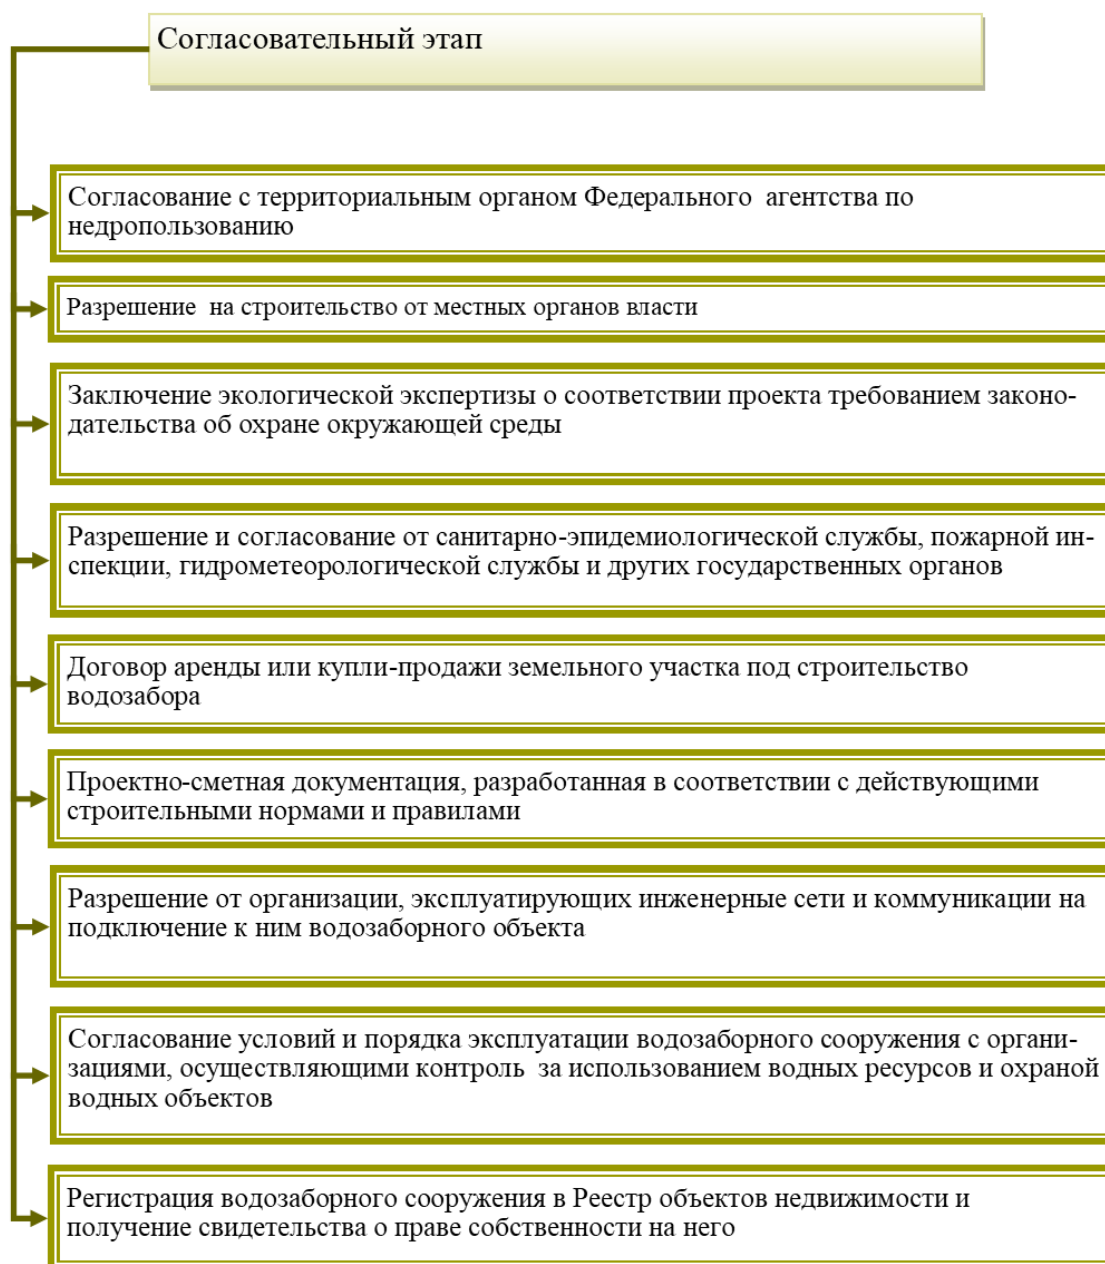 Согласовательный этап
Согласование с территориальным органом Федерального  агентства по
недропользованию
Разрешение  на строительство от местных органов власти
Заключение экологической экспертизы о соответствии проекта требованием законо-
дательства об охране окружающей среды
Разрешение и согласование от санитарно-эпидемиологической службы, пожарной ин-
спекции, гидрометеорологической службы и других государственных органов
Договор аренды или купли-продажи земельного участка под строительство
водозабора
Проектно-сметная документация, разработанная в соответствии с действующими
строительными нормами и правилами
Разрешение от организации, эксплуатирующих инженерные сети и коммуникации на
подключение к ним водозаборного объекта
Согласование условий и порядка эксплуатации водозаборного сооружения с органи-
зациями, осуществляющими контроль  за использованием водных ресурсов и охраной
водных объектов
Регистрация водозаборного сооружения в Реестр объектов недвижимости и
получение свидетельства о праве собственности на него